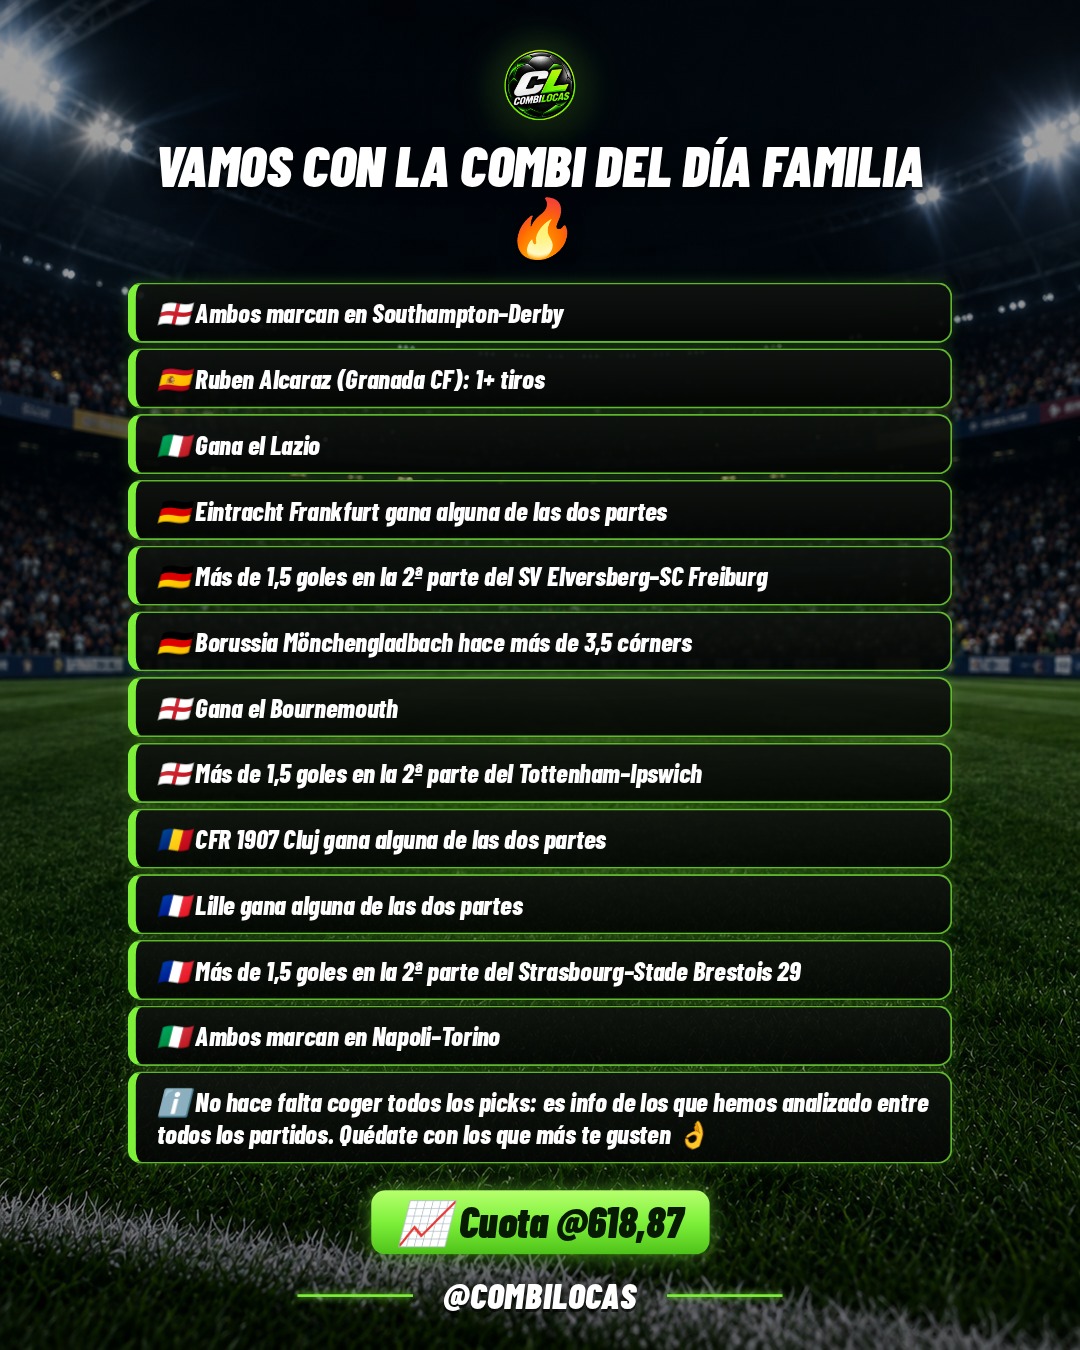 CL
COMBILOCAS
VAMOS CON LA COMBI DEL DÍA FAMILIA
🔥
🏴󠁧󠁢󠁥󠁮󠁧󠁿 Ambos marcan en Southampton–Derby
🇪🇸 Ruben Alcaraz (Granada CF): 1+ tiros
🇮🇹 Gana el Lazio
🇩🇪 Eintracht Frankfurt gana alguna de las dos partes
🇩🇪 Más de 1,5 goles en la 2ª parte del SV Elversberg–SC Freiburg
🇩🇪 Borussia Mönchengladbach hace más de 3,5 córners
🏴󠁧󠁢󠁥󠁮󠁧󠁿 Gana el Bournemouth
🏴󠁧󠁢󠁥󠁮󠁧󠁿 Más de 1,5 goles en la 2ª parte del Tottenham–Ipswich
🇷🇴 CFR 1907 Cluj gana alguna de las dos partes
🇫🇷 Lille gana alguna de las dos partes
🇫🇷 Más de 1,5 goles en la 2ª parte del Strasbourg–Stade Brestois 29
🇮🇹 Ambos marcan en Napoli–Torino
ℹ️ No hace falta coger todos los picks: es info de los que hemos analizado entre
todos los partidos. Quédate con los que más te gusten 👌
📈 Cuota @618,87
@COMBILOCAS